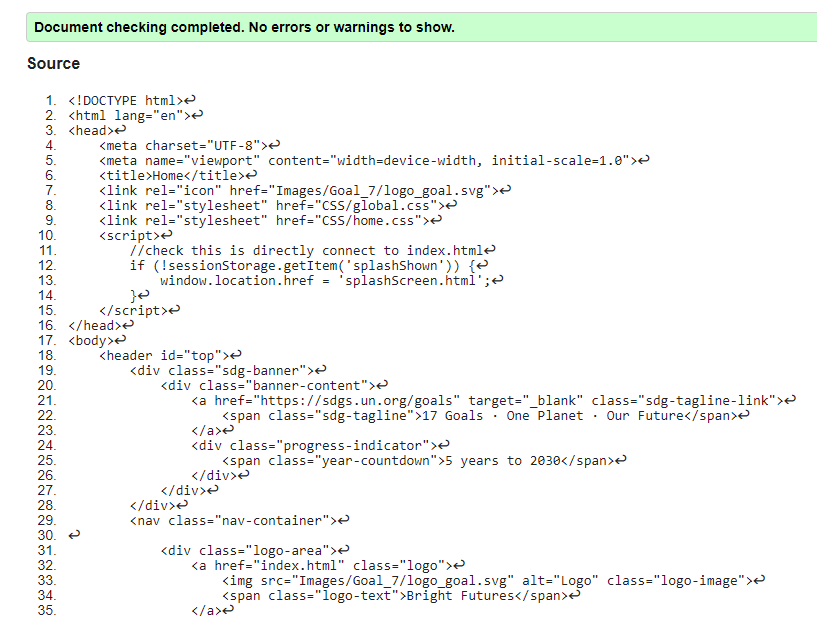 Document checking completed. No errors or warnings to show.
Source
1. <!DOCTYPE html>↩
2. <html lang="en">↩
3. <head>↩
4.     <meta charset="UTF-8">↩
5.     <meta name="viewport" content="width=device-width, initial-scale=1.0">↩
6.     <title>Home</title>↩
7.     <link rel="icon" href="Images/Goal_7/logo_goal.svg">↩
8.     <link rel="stylesheet" href="CSS/global.css">↩
9.     <link rel="stylesheet" href="CSS/home.css">↩
10.     <script>↩
11.         //check this is directly connect to index.html↩
12.         if (!sessionStorage.getItem('splashShown')) {↩
13.             window.location.href = 'splashScreen.html';↩
14.         }↩
15.     </script>↩
16. </head>↩
17. <body>↩
18.     <header id="top">↩
19.         <div class="sdg-banner">↩
20.             <div class="banner-content">↩
21.                 <a href="https://sdgs.un.org/goals" target="_blank" class="sdg-tagline-link">↩
22.                     <span class="sdg-tagline">17 Goals · One Planet · Our Future</span>↩
23.                 </a>↩
24.                 <div class="progress-indicator">↩
25.                     <span class="year-countdown">5 years to 2030</span>↩
26.                 </div>↩
27.             </div>↩
28.         </div>↩
29.         <nav class="nav-container">↩
30. ↩
31.             <div class="logo-area">↩
32.                 <a href="index.html" class="logo">↩
33.                     <img src="Images/Goal_7/logo_goal.svg" alt="Logo" class="logo-image">↩
34.                     <span class="logo-text">Bright Futures</span>↩
35.                 </a>↩